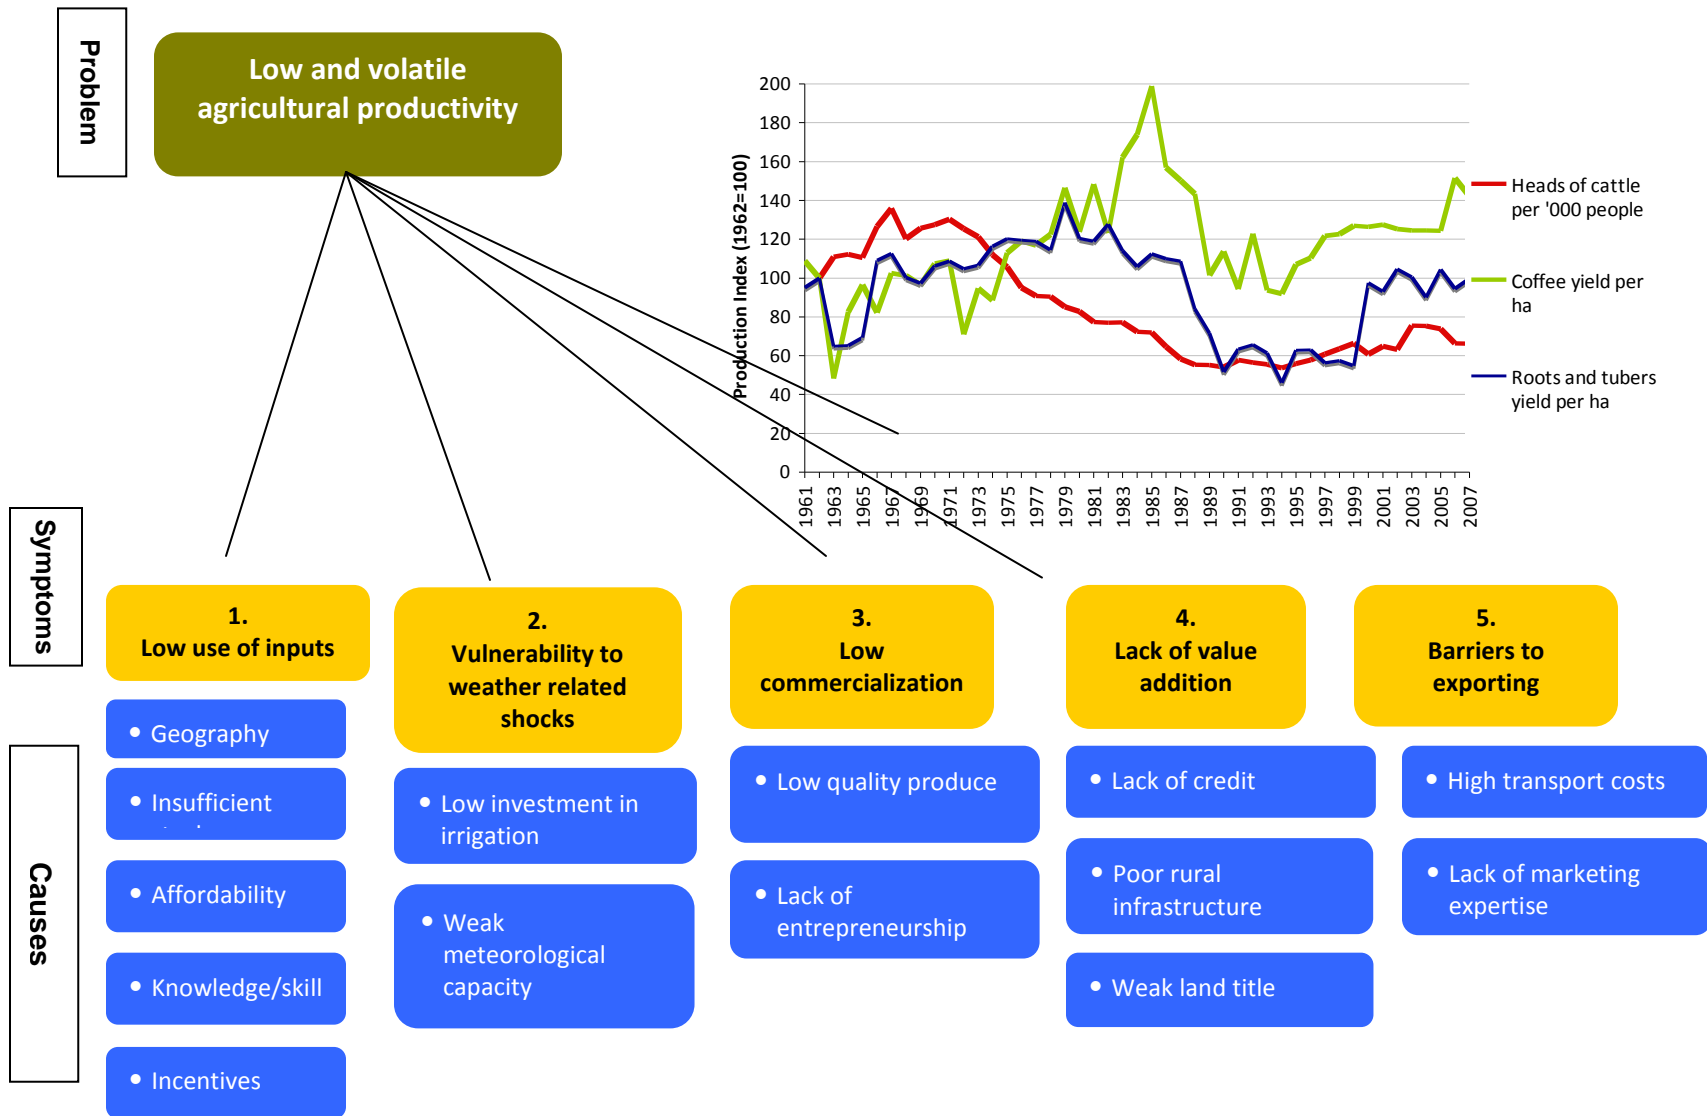 Problem
Low and volatile
agricultural productivity
Production Index (1962=100)
200
180
160
140
120
100
80
60
40
20
0
1961
1963
1965
1967
1969
1971
1973
1975
1977
1979
1981
1983
1985
1987
1989
1991
1993
1995
1997
1999
2001
2003
2005
2007
Heads of cattle
per '000 people
Coffee yield per
ha
Roots and tubers
yield per ha
Symptoms
1.
Low use of inputs
2.
Vulnerability to
weather related
shocks
3.
Low
commercialization
4.
Lack of value
addition
5.
Barriers to
exporting
Causes
• Geography
• Insufficient
• Affordability
• Knowledge/skill
• Incentives
• Low investment in
irrigation
• Weak
meteorological
capacity
• Low quality produce
• Lack of
entrepreneurship
• Lack of credit
• Poor rural
infrastructure
• Weak land title
• High transport costs
• Lack of marketing
expertise